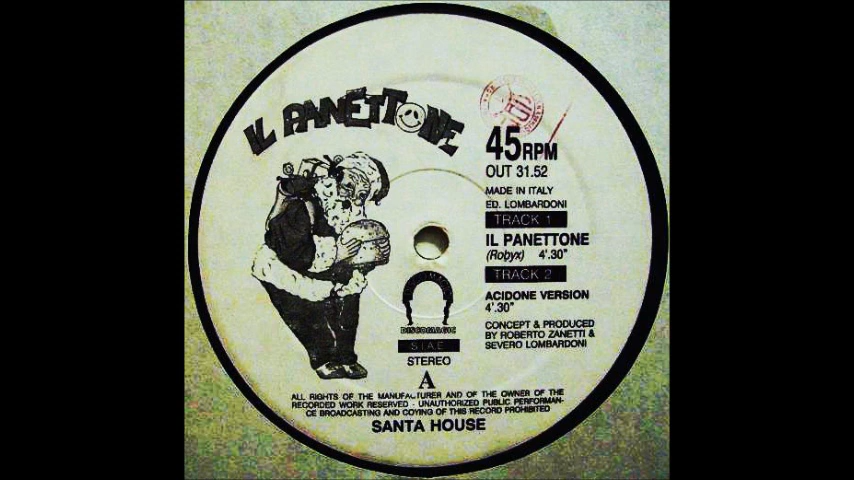 IL PANETTONE
45RPM
OUT 31.52
MADE IN ITALY
ED. LOMBARDONI
TRACK 1
IL PANETTONE
(Robyx) 4'.30"
TRACK 2
ACIDONE VERSION
4'.30"
CONCEPT & PRODUCED
BY ROBERTO ZANETTI &
SEVERO LOMBARDONI
DISCOMAGIC
S.I.A.E.
STEREO
A
ALL RIGHTS OF THE MANUFACTURER AND OF THE OWNER OF THE
RECORDED WORK RESERVED - UNAUTHORIZED PUBLIC PERFORMAN-
CE BROADCASTING AND COYING OF THIS RECORD PROHIBITED
SANTA HOUSE